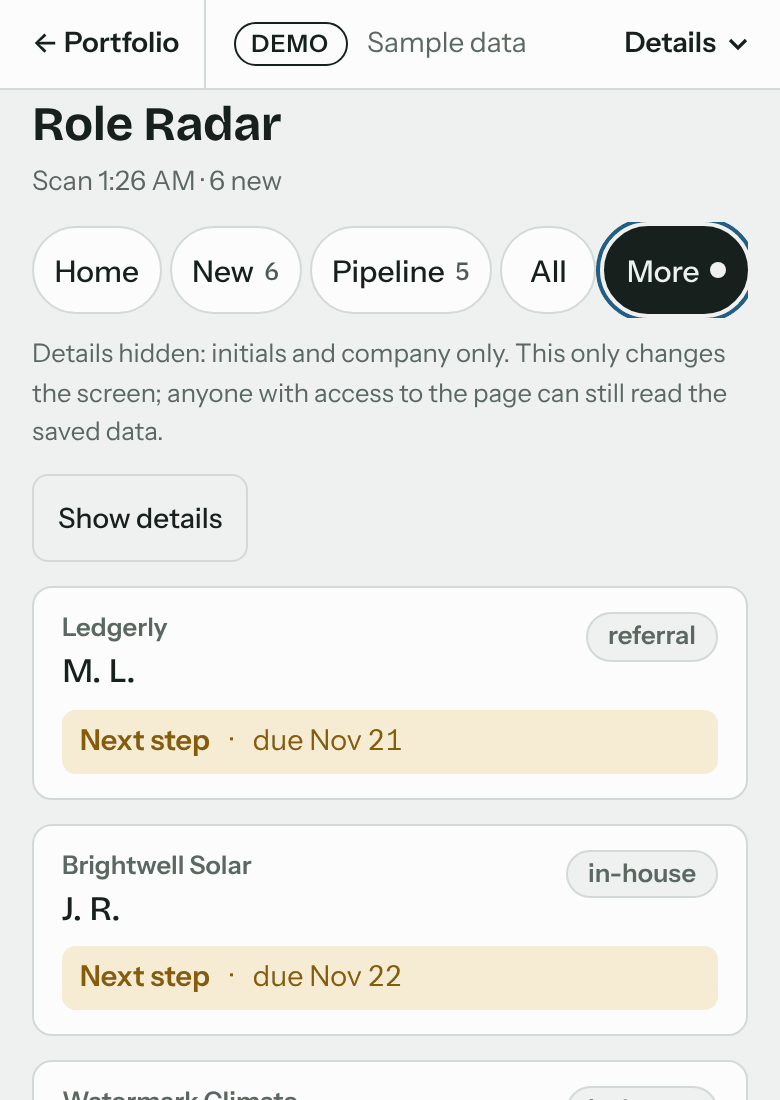 ← Portfolio
DEMO
Sample data
Details
Role Radar
Scan 1:26 AM · 6 new
Home
New 6
Pipeline 5
All
More
Details hidden: initials and company only. This only changes
the screen; anyone with access to the page can still read the
saved data.
Show details
Ledgerly
referral
M. L.
Next step · due Nov 21
Brightwell Solar
in-house
J. R.
Next step · due Nov 22
Watermark Climate